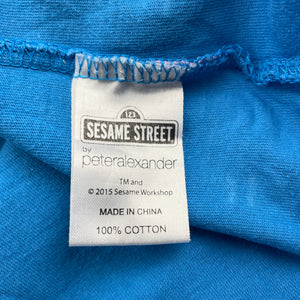 123
SESAME STREET
by
peteralexander
TM and
© 2015 Sesame Workshop
MADE IN CHINA
100% COTTON